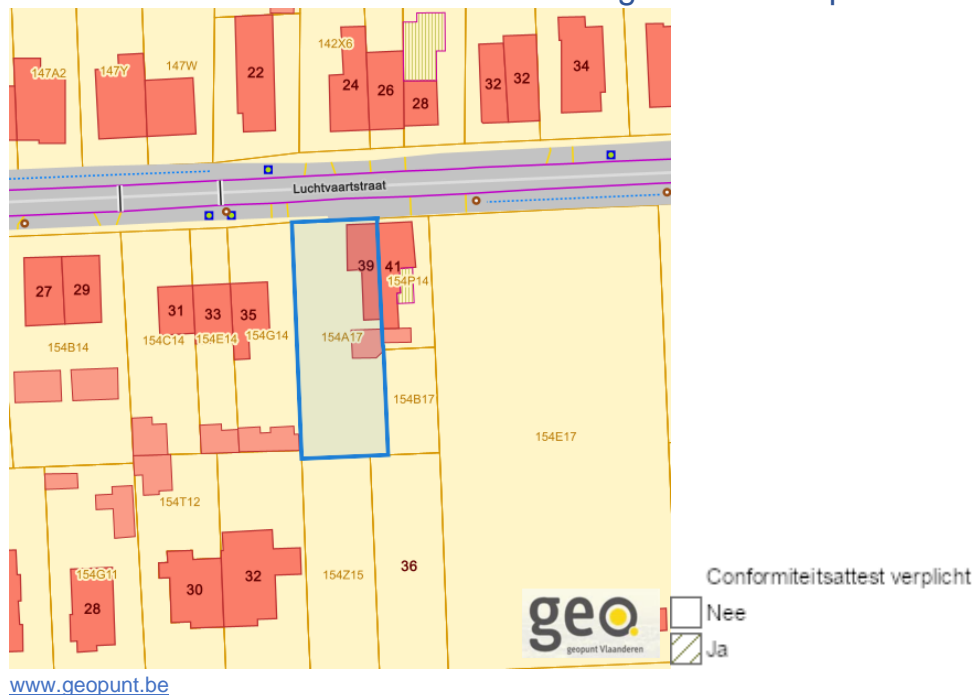 142X6
147A2
147Y
147W
22
24
26
28
32
32
34
Luchtvaartstraat
39
41
154P14
27
29
31
33
35
154B14
154C14
154E14
154G14
154A17
154B17
154E17
154T12
154G11
28
30
32
154Z15
36
geo.
geopunt Vlaanderen
Conformiteitsattest verplicht
Nee
Ja
www.geopunt.be